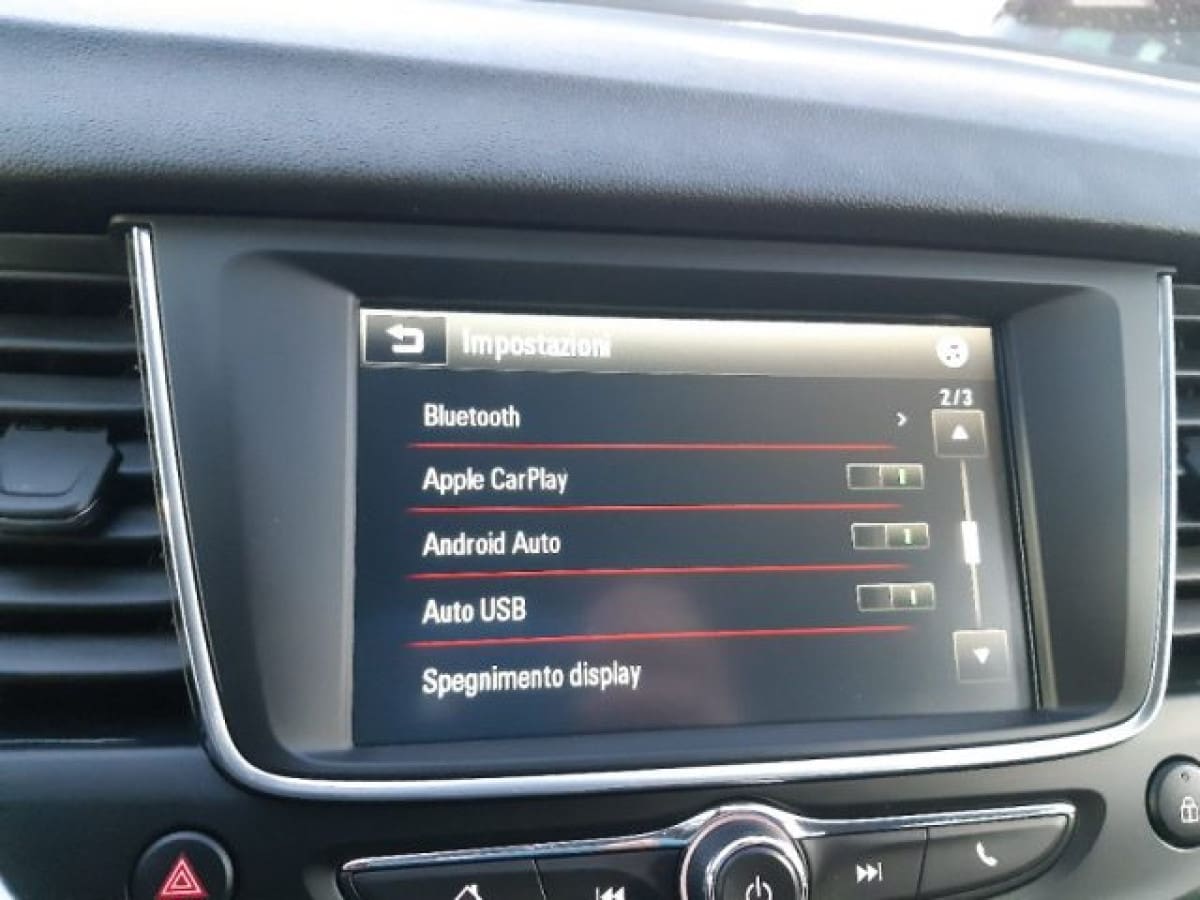 Impostazioni
2/3
Bluetooth
Apple CarPlay
Android Auto
Auto USB
Spegnimento display